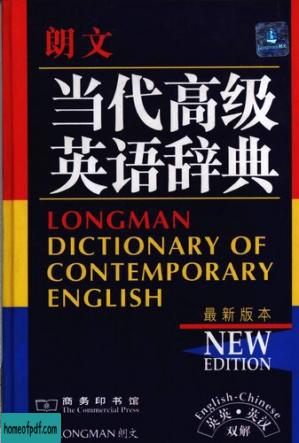 朗文
当代高级
英语辞典
LONGMAN
DICTIONARY OF
CONTEMPORARY
ENGLISH
最新版本
NEW
EDITION
English-Chinese
英英·英汉
双解
商务印书馆
The Commercial Press
LONGMAN 朗文
homeofpdf.com